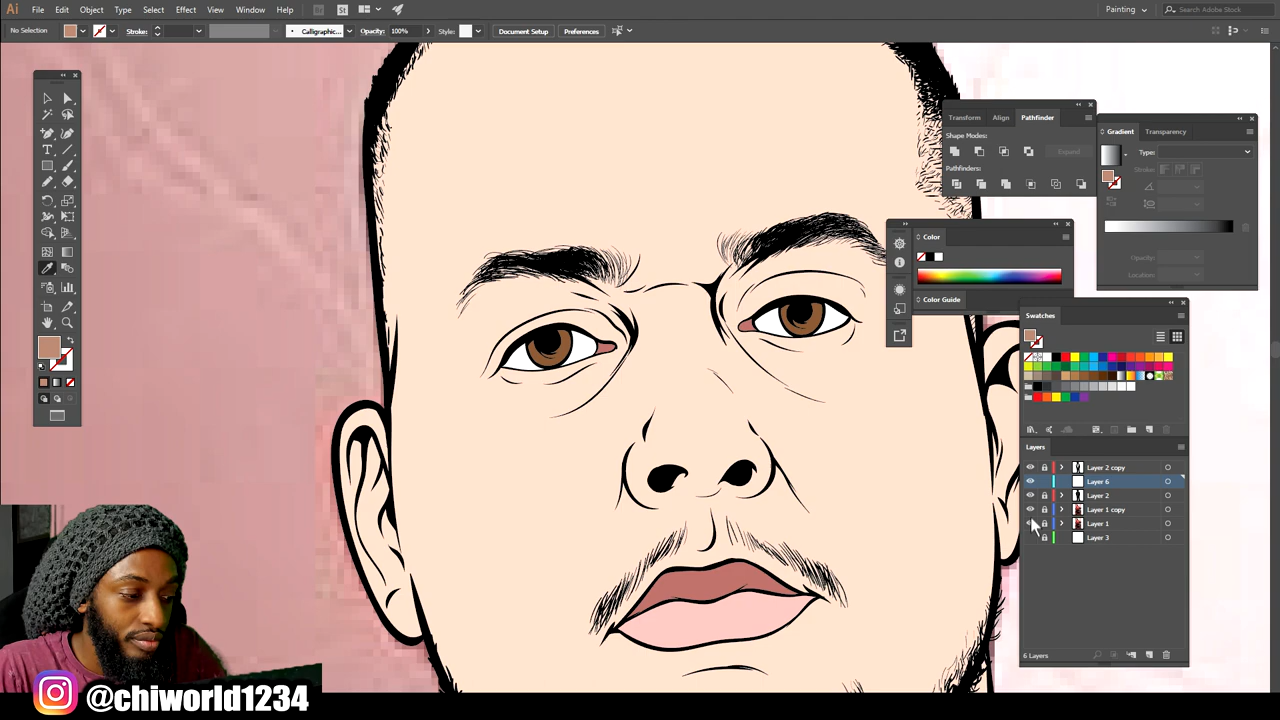 Ai File Edit Object Type Select Effect View Window Help Br St Painting Search Adobe Stock
No Selection Stroke: Calligraphic... Opacity: 100% Style: Document Setup Preferences
Transform Align Pathfinder
Shape Modes:
Expand
Pathfinders:
Gradient Transparency
Type:
Stroke:
Opacity:
Location:
Color
Color Guide
Swatches
Layers
Layer 2 copy
Layer 6
Layer 2
Layer 1 copy
Layer 1
Layer 3
6 Layers
@chiworld1234